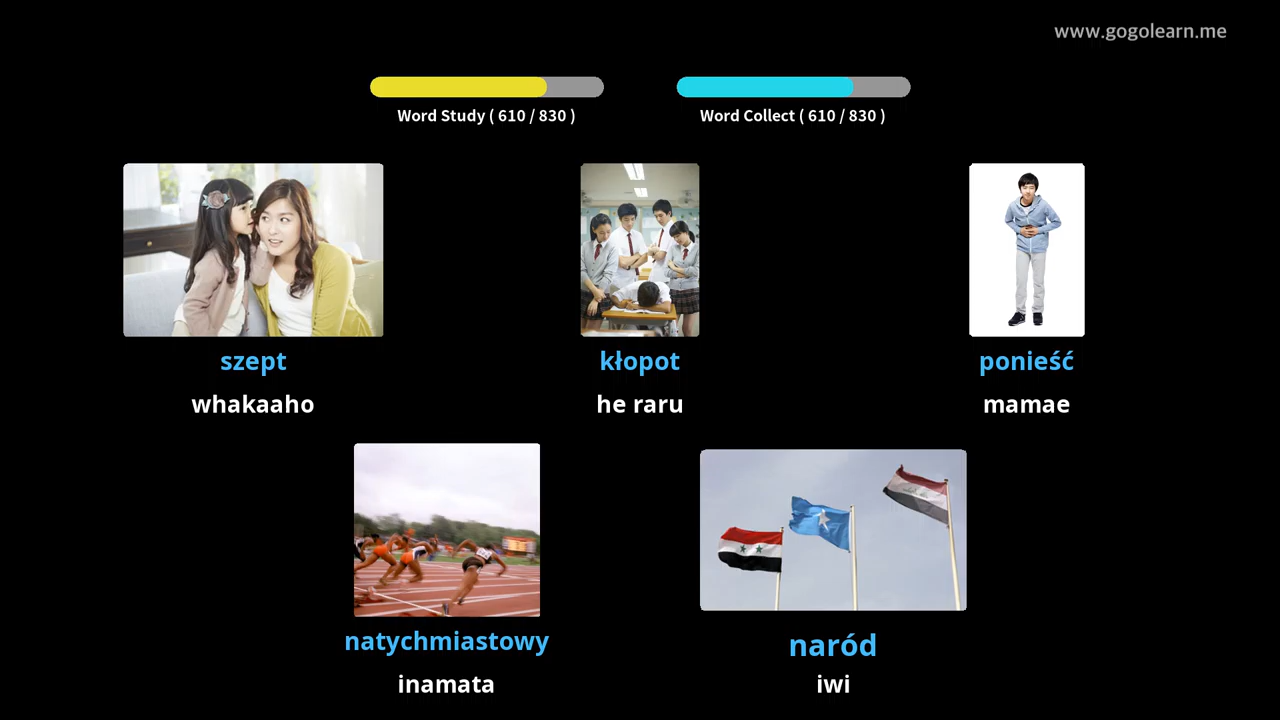 www.gogolearn.me
Word Study ( 610 / 830 )
Word Collect ( 610 / 830 )
szept
whakaaho
kłopot
he raru
ponieść
mamae
natychmiastowy
inamata
naród
iwi